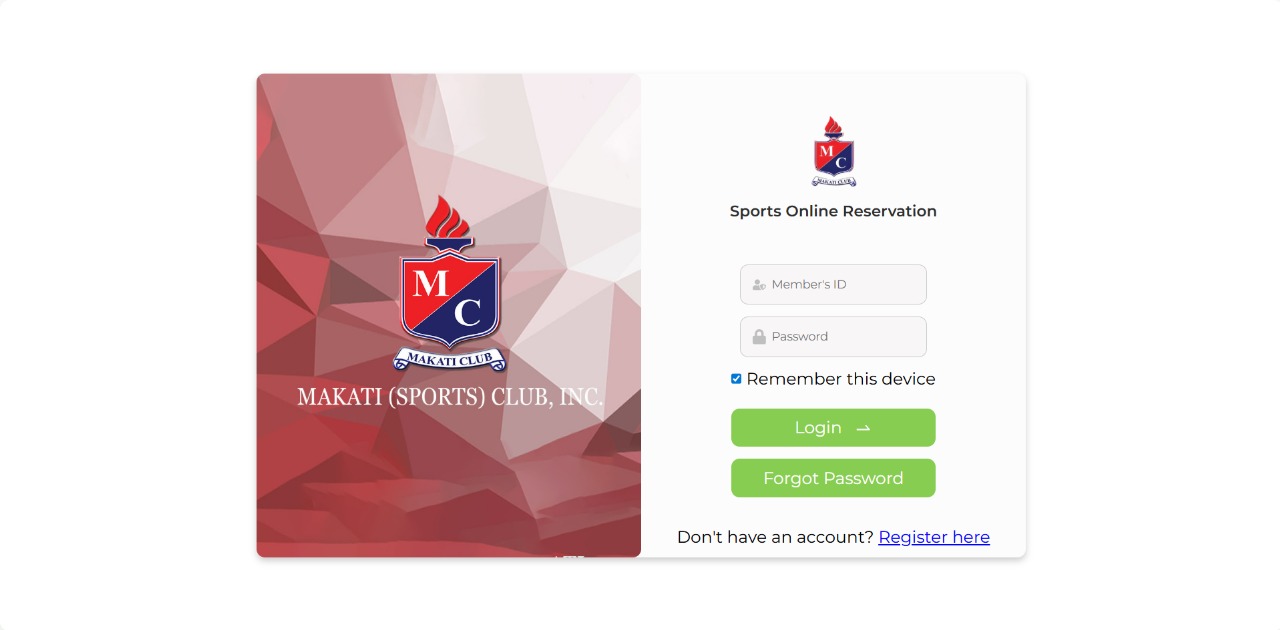 M
C
MAKATI CLUB
MAKATI (SPORTS) CLUB, INC.
M
C
MAKATI CLUB
Sports Online Reservation
Member's ID
Password
Remember this device
Login
Forgot Password
Don't have an account? Register here